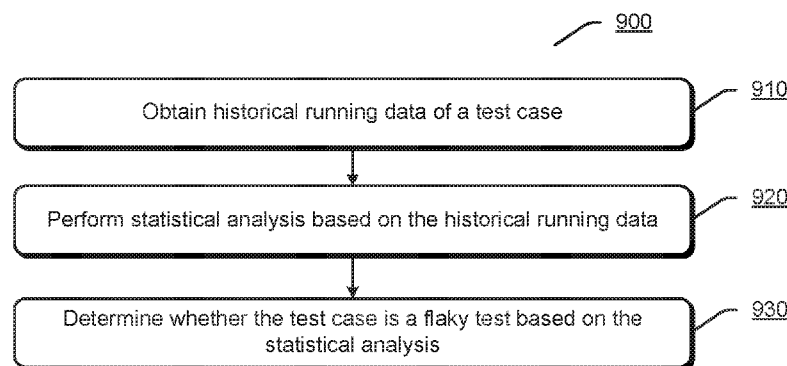 900
Obtain historical running data of a test case
910
Perform statistical analysis based on the historical running data
920
Determine whether the test case is a flaky test based on the
statistical analysis
930